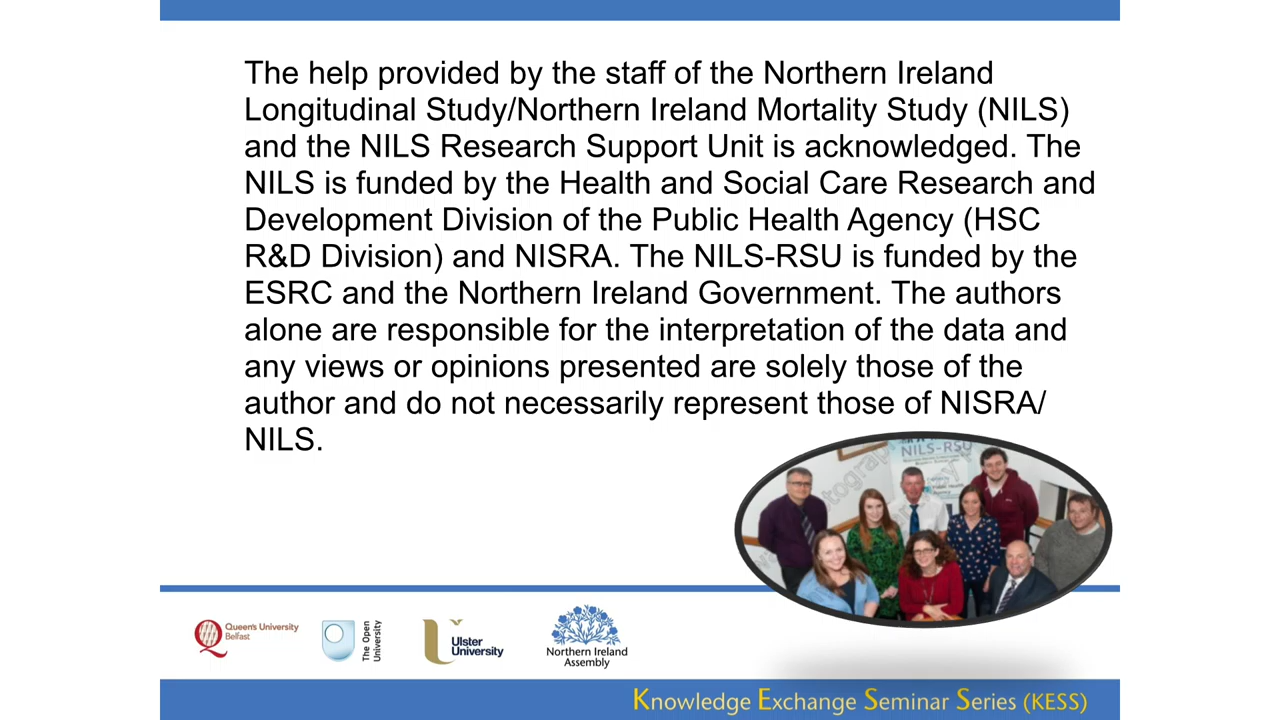 The help provided by the staff of the Northern Ireland
Longitudinal Study/Northern Ireland Mortality Study (NILS)
and the NILS Research Support Unit is acknowledged. The
NILS is funded by the Health and Social Care Research and
Development Division of the Public Health Agency (HSC
R&D Division) and NISRA. The NILS-RSU is funded by the
ESRC and the Northern Ireland Government. The authors
alone are responsible for the interpretation of the data and
any views or opinions presented are solely those of the
author and do not necessarily represent those of NISRA/
NILS.
NILS-RSU
Queen's University
Belfast
The Open
University
Ulster
University
Northern Ireland
Assembly
Knowledge Exchange Seminar Series (KESS)